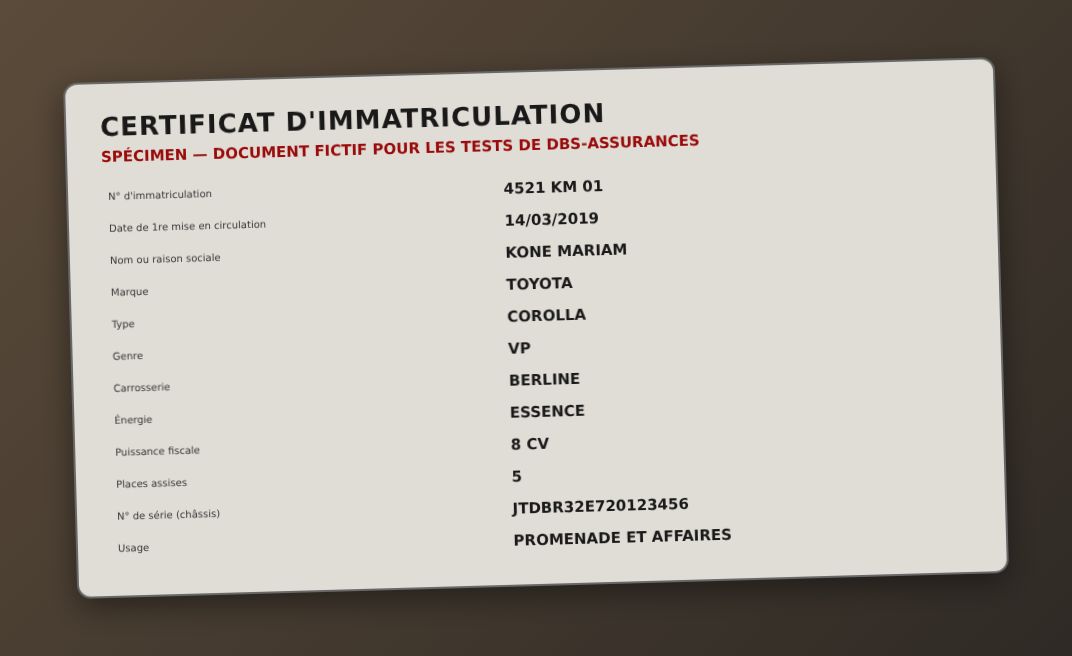 CERTIFICAT D'IMMATRICULATION
SPÉCIMEN — DOCUMENT FICTIF POUR LES TESTS DE DBS-ASSURANCES
N° d'immatriculation 4521 KM 01
Date de 1re mise en circulation 14/03/2019
Nom ou raison sociale KONE MARIAM
Marque TOYOTA
Type COROLLA
Genre VP
Carrosserie BERLINE
Énergie ESSENCE
Puissance fiscale 8 CV
Places assises 5
N° de série (châssis) JTDBR32E720123456
Usage PROMENADE ET AFFAIRES